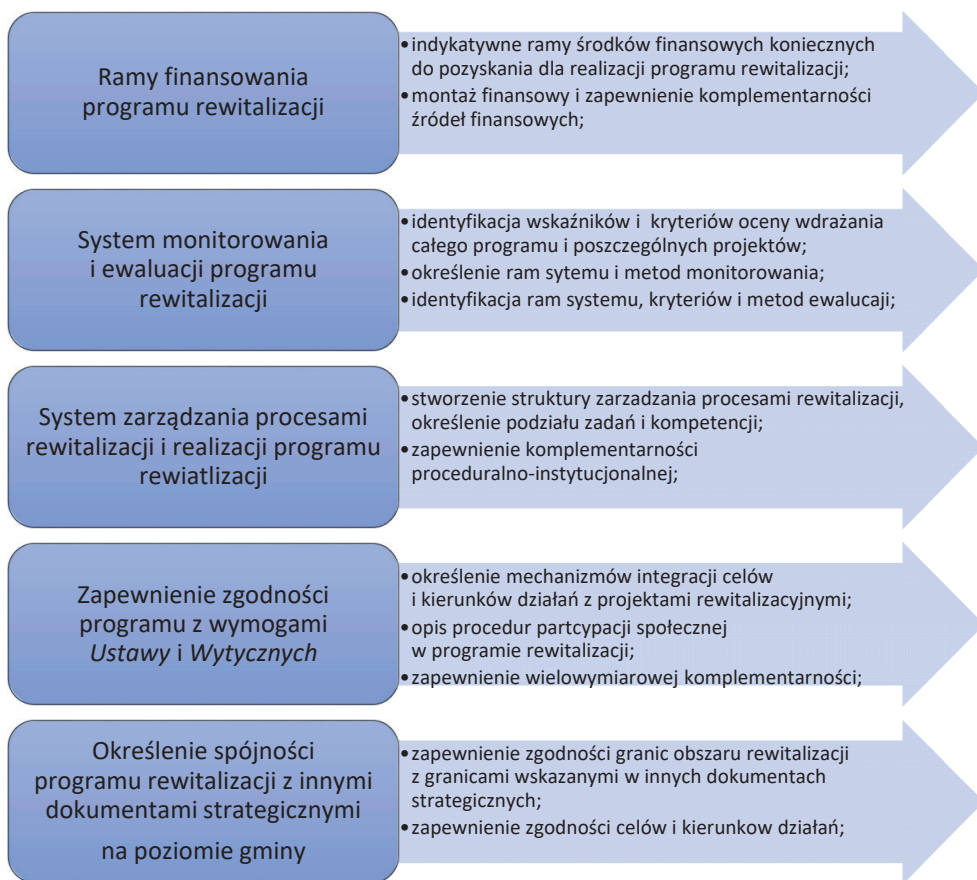 Ramy finansowania
programu rewitalizacji
•indykatywne ramy środków finansowych koniecznych
do pozyskania dla realizacji programu rewitalizacji;
•montaż finansowy i zapewnienie komplementarności
źródeł finansowych;
System monitorowania
i ewaluacji programu
rewitalizacji
•identyfikacja wskaźników i kryteriów oceny wdrażania
całego programu i poszczególnych projektów;
•określenie ram sytemu i metod monitorowania;
•identyfikacja ram systemu, kryteriów i metod ewalucaji;
System zarządzania procesami
rewitalizacji i realizacji programu
rewiatlizacji
•stworzenie struktury zarzadzania procesami rewitalizacji,
określenie podziału zadań i kompetencji;
•zapewnienie komplementarności
proceduralno-instytucjonalnej;
Zapewnienie zgodności
programu z wymogami
Ustawy i Wytycznych
•określenie mechanizmów integracji celów
i kierunków działań z projektami rewitalizacyjnymi;
•opis procedur partcypacji społecznej
w programie rewitalizacji;
•zapewnienie wielowymiarowej komplementarności;
Określenie spójności
programu rewitalizacji z innymi
dokumentami strategicznymi
na poziomie gminy
•zapewnienie zgodności granic obszaru rewitalizacji
z granicami wskazanymi w innych dokumentach
strategicznych;
•zapewnienie zgodności celów i kierunkow działań;